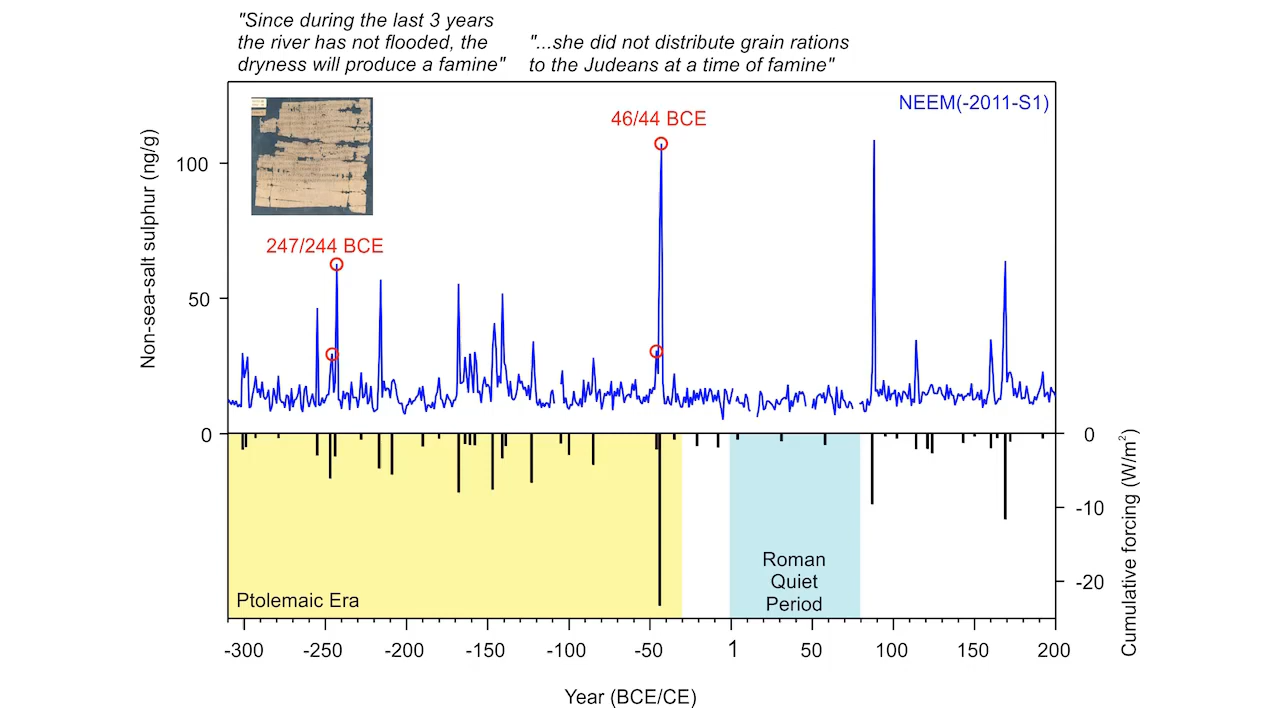 "Since during the last 3 years
the river has not flooded, the
dryness will produce a famine"
"...she did not distribute grain rations
to the Judeans at a time of famine"
NEEM(-2011-S1)
46/44 BCE
247/244 BCE
Non-sea-salt sulphur (ng/g)
100
50
0
0
-10
-20
Cumulative forcing (W/m²)
Ptolemaic Era
Roman
Quiet
Period
-300 -250 -200 -150 -100 -50 1 50 100 150 200
Year (BCE/CE)